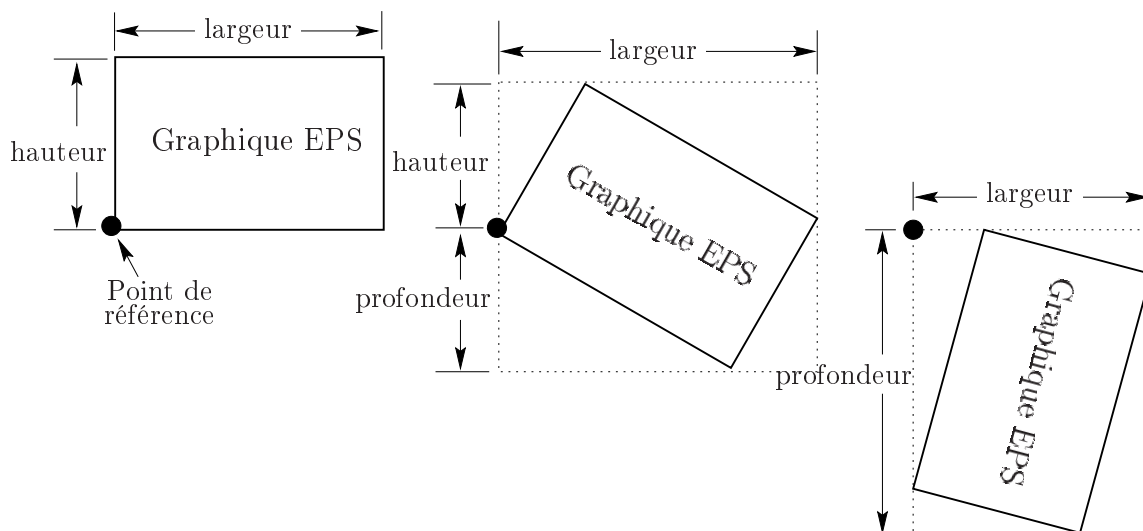 largeur
hauteur
Graphique EPS
Point de
référence
largeur
hauteur
profondeur
Graphique EPS
largeur
profondeur
Graphique EPS